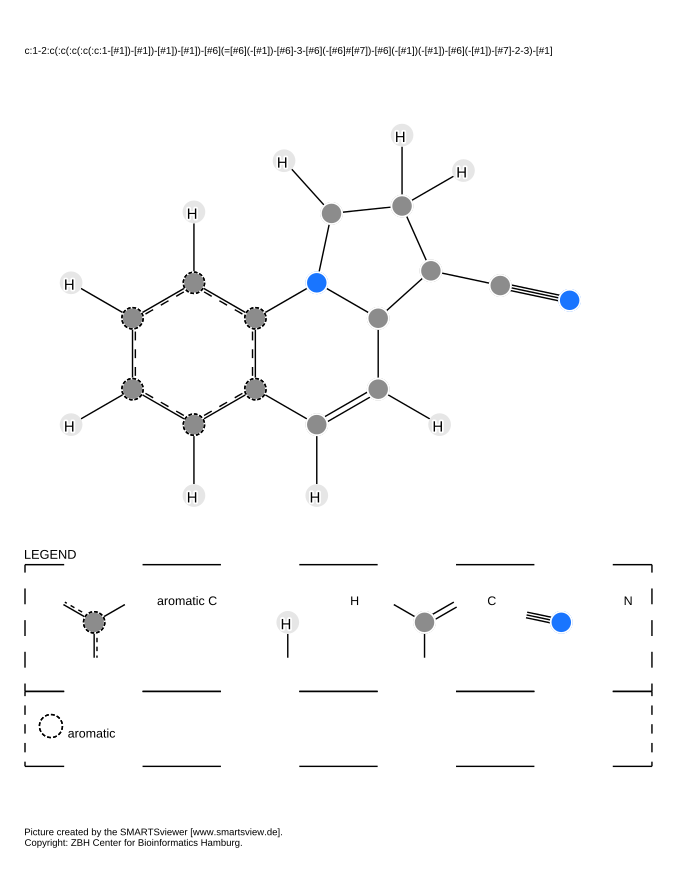 c:1-2:c(:c(:c(:c(:c:1-[#1])-[#1])-[#1])-[#1])-[#6](=[#6](-[#1])-[#6]-3-[#6](-[#6]#[#7])-[#6](-[#1])(-[#1])-[#6](-[#1])-[#7]-2-3)-[#1]
H
H H
H
H
H H
H H
LEGEND
aromatic C H C N
H
aromatic
Picture created by the SMARTSviewer [www.smartsview.de].
Copyright: ZBH Center for Bioinformatics Hamburg.